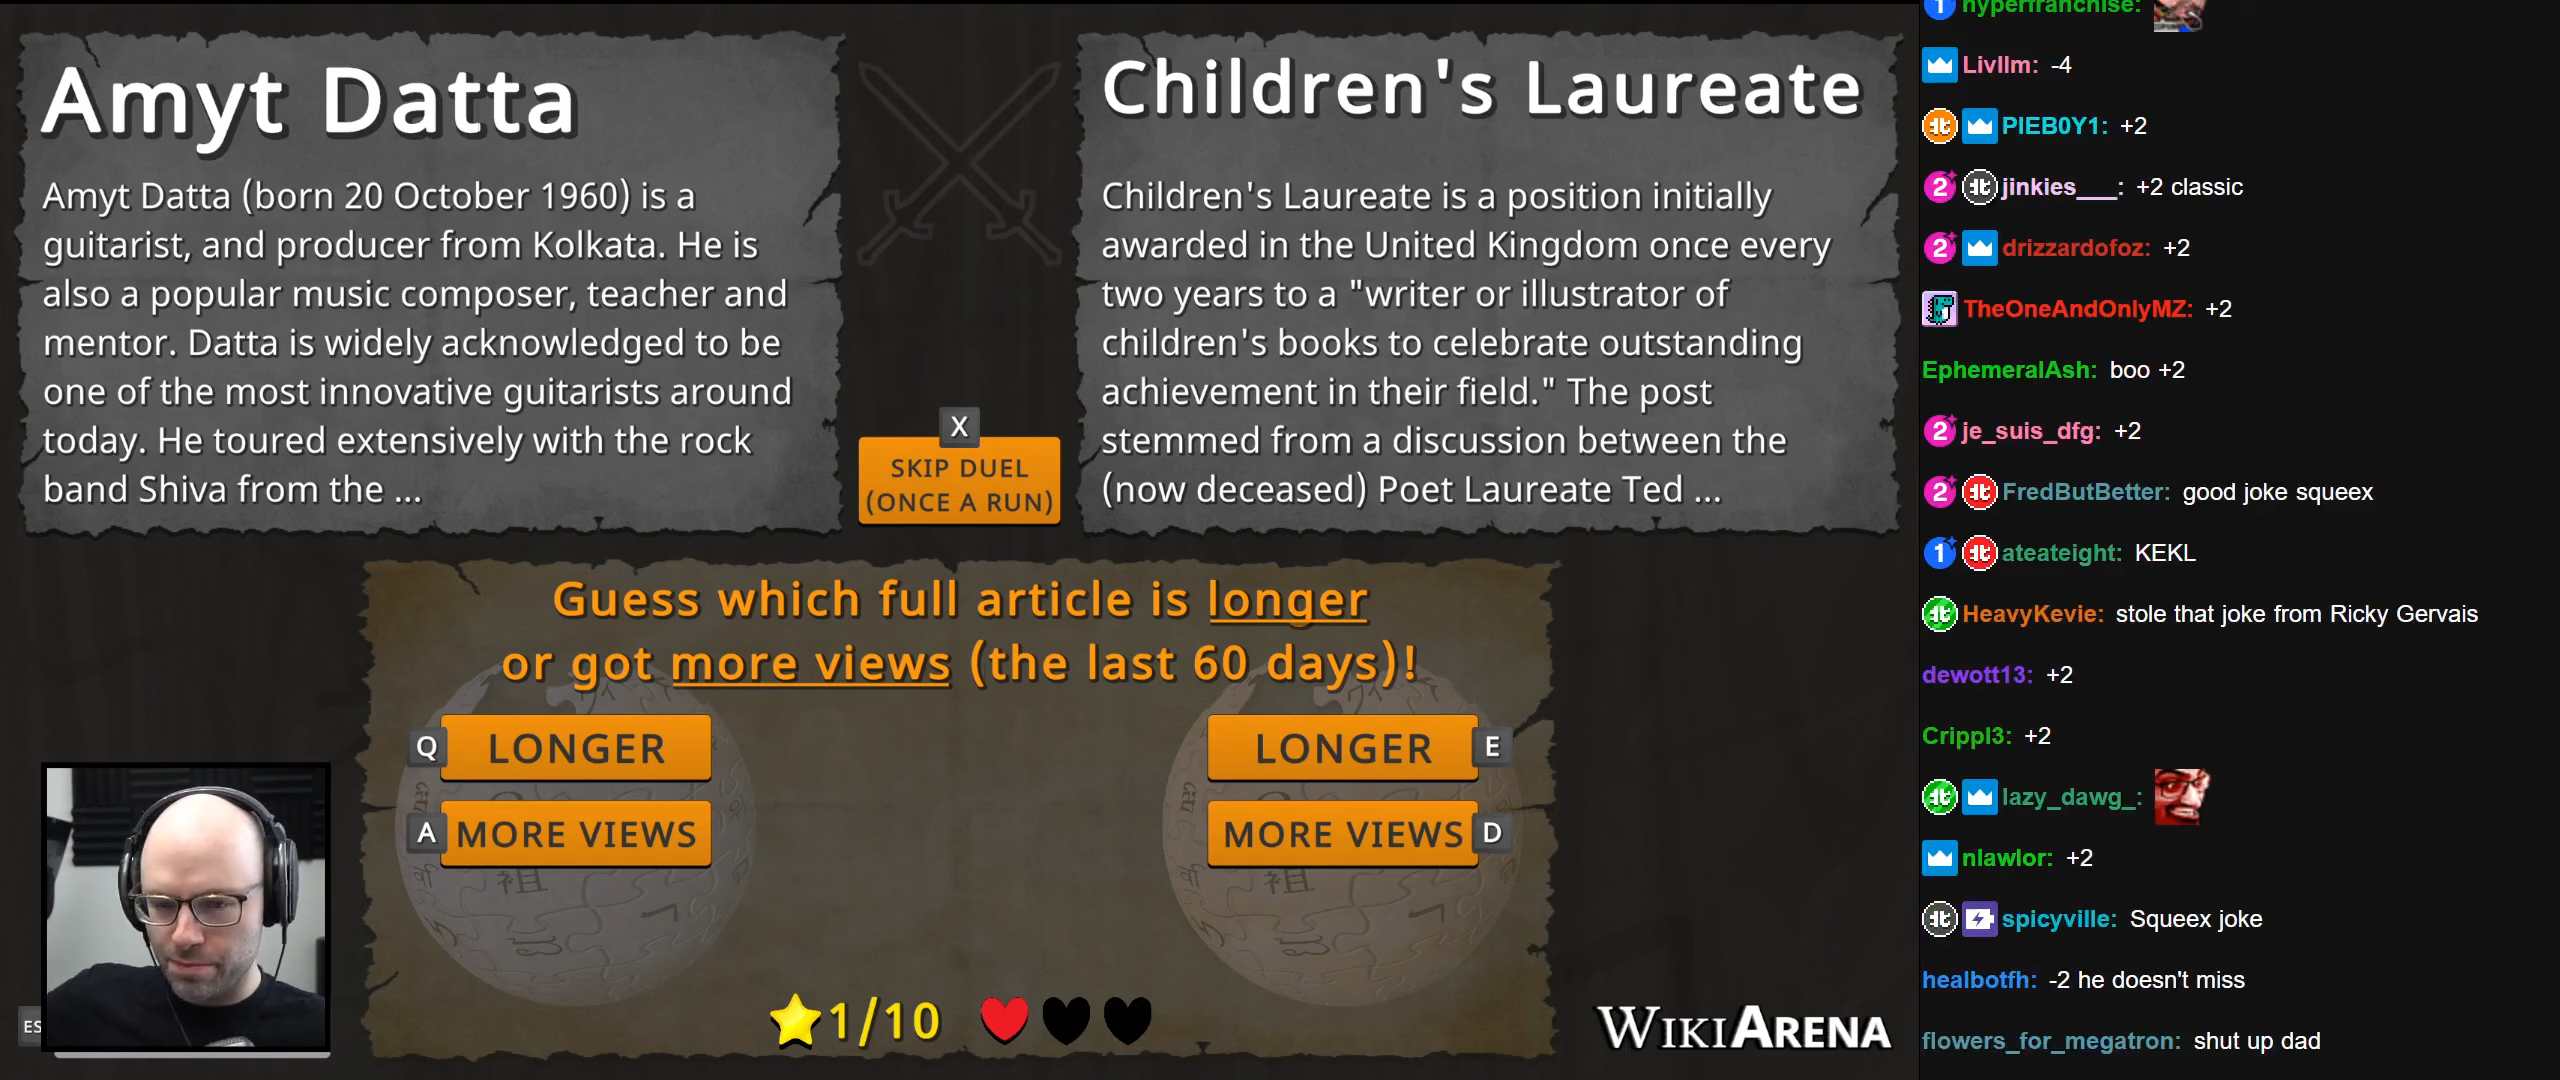 Amyt Datta
Amyt Datta (born 20 October 1960) is a
guitarist, and producer from Kolkata. He is
also a popular music composer, teacher and
mentor. Datta is widely acknowledged to be
one of the most innovative guitarists around
today. He toured extensively with the rock
band Shiva from the ...
X
SKIP DUEL
(ONCE A RUN)
Children's Laureate
Children's Laureate is a position initially
awarded in the United Kingdom once every
two years to a "writer or illustrator of
children's books to celebrate outstanding
achievement in their field." The post
stemmed from a discussion between the
(now deceased) Poet Laureate Ted ...
Guess which full article is longer
or got more views (the last 60 days)!
Q LONGER
A MORE VIEWS
LONGER E
MORE VIEWS D
1/10
ES
WIKIARENA
1 hyperfranchise:
Livllm: -4
PIEB0Y1: +2
2 jinkies___: +2 classic
2 drizzardofoz: +2
TheOneAndOnlyMZ: +2
EphemeralAsh: boo +2
2 je_suis_dfg: +2
2 FredButBetter: good joke squeex
1 ateateight: KEKL
HeavyKevie: stole that joke from Ricky Gervais
dewott13: +2
Crippl3: +2
lazy_dawg_:
nlawlor: +2
spicyville: Squeex joke
healbotfh: -2 he doesn't miss
flowers_for_megatron: shut up dad